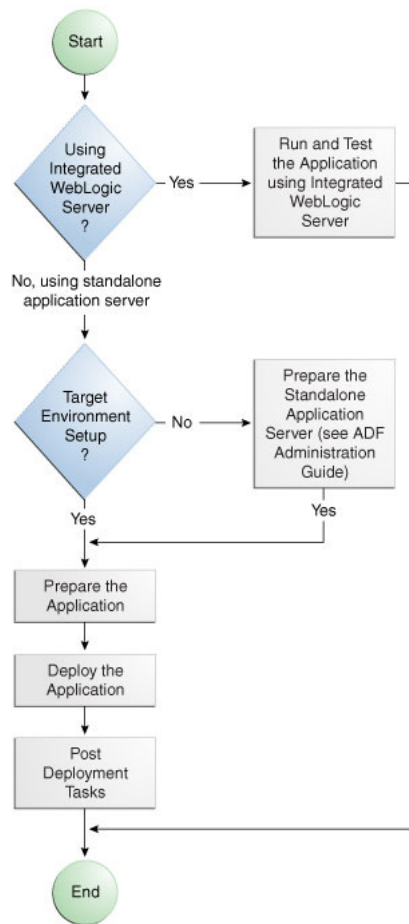 Start
Using
Integrated
WebLogic
Server
?
Yes
Run and Test
the Application
using Integrated
WebLogic
Server
No, using standalone
application server
Target
Environment
Setup
?
No
Prepare the
Standalone
Application
Server (see ADF
Administration
Guide)
Yes
Yes
Prepare the
Application
Deploy the
Application
Post
Deployment
Tasks
End